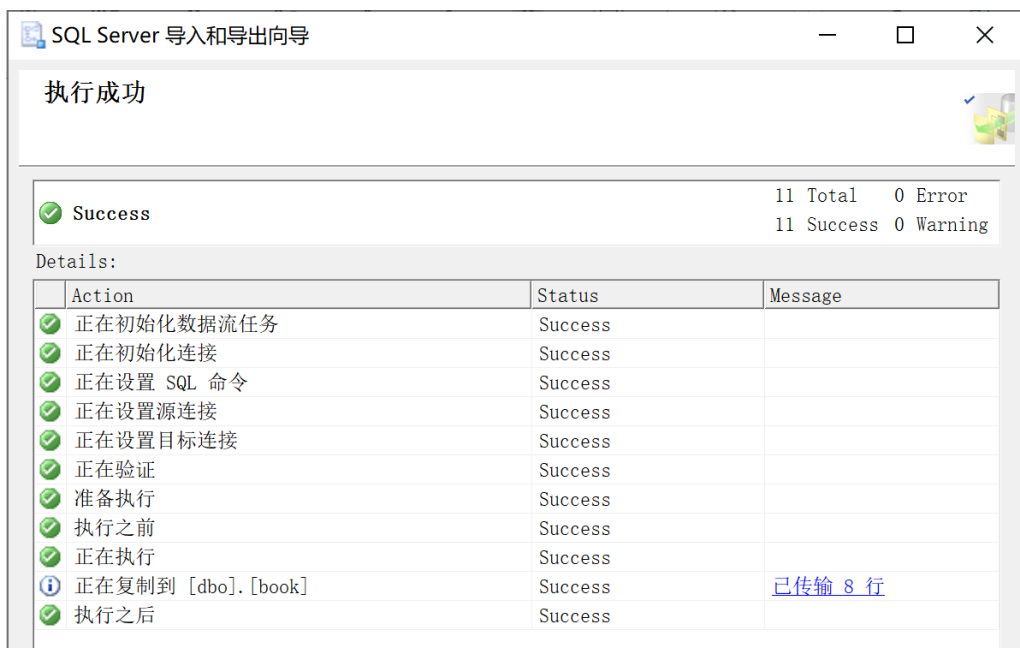 SQL Server 导入和导出向导
执行成功
Success
11 Total 0 Error
11 Success 0 Warning
Details:
Action Status Message
正在初始化数据流任务 Success
正在初始化连接 Success
正在设置 SQL 命令 Success
正在设置源连接 Success
正在设置目标连接 Success
正在验证 Success
准备执行 Success
执行之前 Success
正在执行 Success
正在复制到 [dbo].[book] Success 已传输 8 行
执行之后 Success